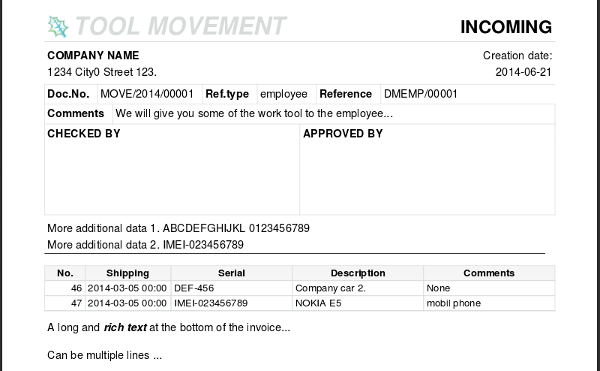 TOOL MOVEMENT INCOMING
COMPANY NAME Creation date:
1234 City0 Street 123. 2014-06-21
Doc.No. MOVE/2014/00001 Ref.type employee Reference DMEMP/00001
Comments We will give you some of the work tool to the employee...
CHECKED BY APPROVED BY
More additional data 1. ABCDEFGHIJKL 0123456789
More additional data 2. IMEI-023456789
No. Shipping Serial Description Comments
46 2014-03-05 00:00 DEF-456 Company car 2. None
47 2014-03-05 00:00 IMEI-023456789 NOKIA E5 mobil phone
A long and rich text at the bottom of the invoice...
Can be multiple lines ...